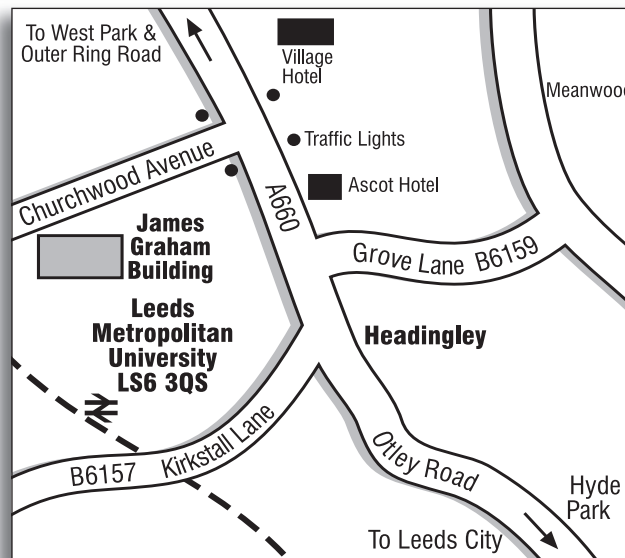 To West Park &
Outer Ring Road
Village
Hotel
Meanwood
Traffic Lights
Churchwood Avenue
A660
Ascot Hotel
James
Graham
Building
Grove Lane B6159
Leeds
Metropolitan
University
LS6 3QS
Headingley
B6157 Kirkstall Lane
Otley Road
Hyde
Park
To Leeds City